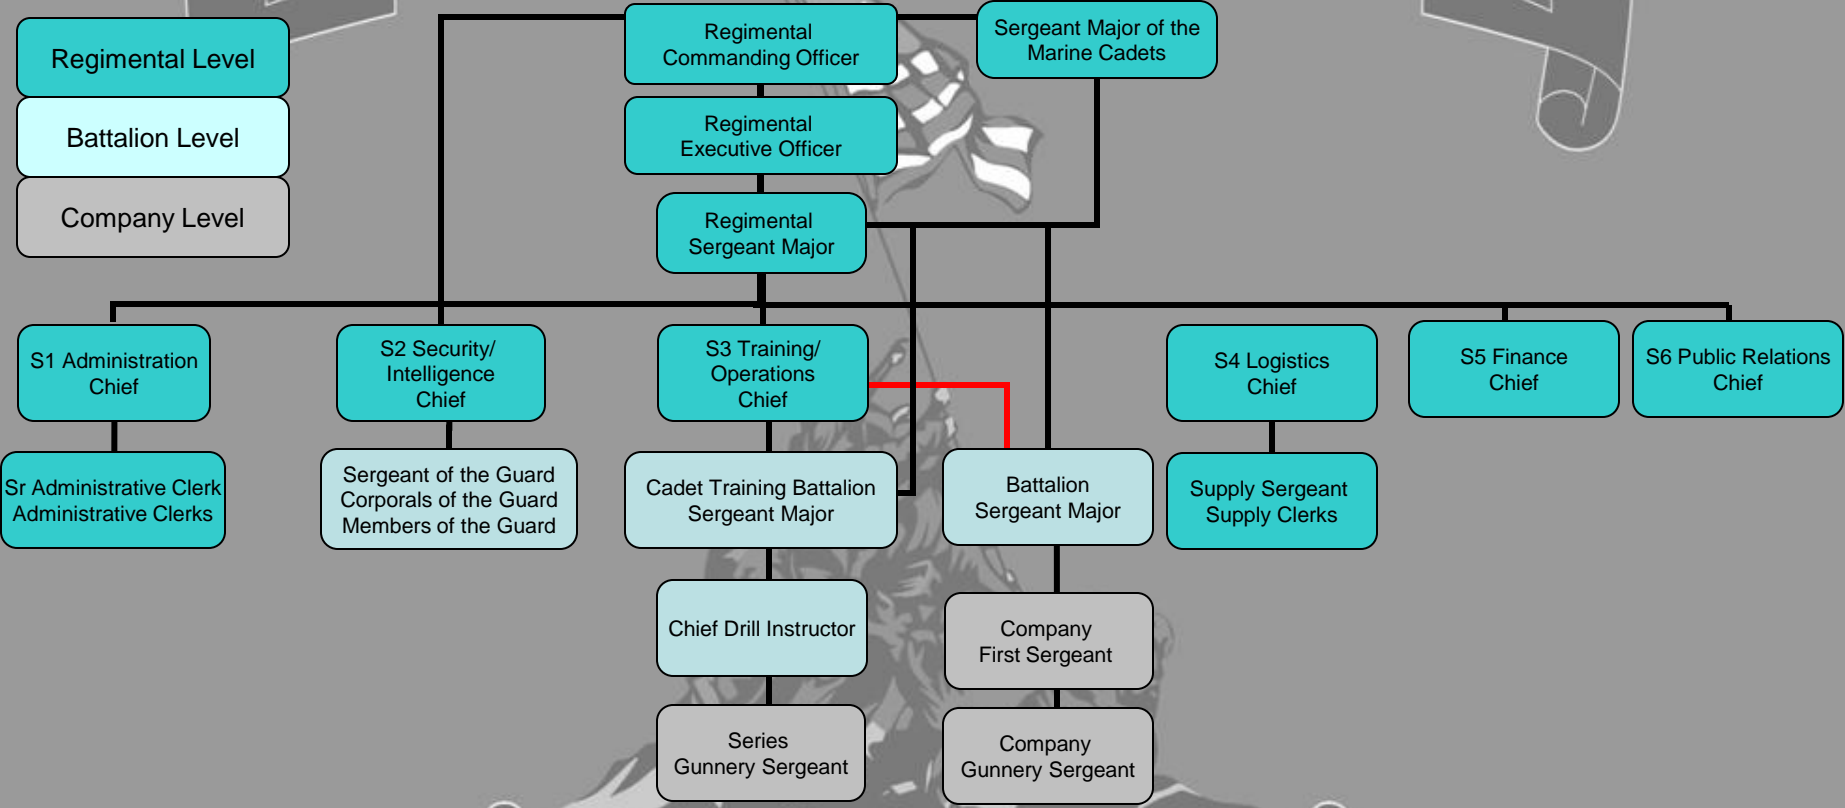 Regimental Level
Battalion Level
Company Level
Regimental
Commanding Officer
Sergeant Major of the
Marine Cadets
Regimental
Executive Officer
Regimental
Sergeant Major
S1 Administration
Chief
S2 Security/
Intelligence
Chief
S3 Training/
Operations
Chief
S4 Logistics
Chief
S5 Finance
Chief
S6 Public Relations
Chief
Sr Administrative Clerk
Administrative Clerks
Sergeant of the Guard
Corporals of the Guard
Members of the Guard
Cadet Training Battalion
Sergeant Major
Battalion
Sergeant Major
Supply Sergeant
Supply Clerks
Chief Drill Instructor
Company
First Sergeant
Series
Gunnery Sergeant
Company
Gunnery Sergeant